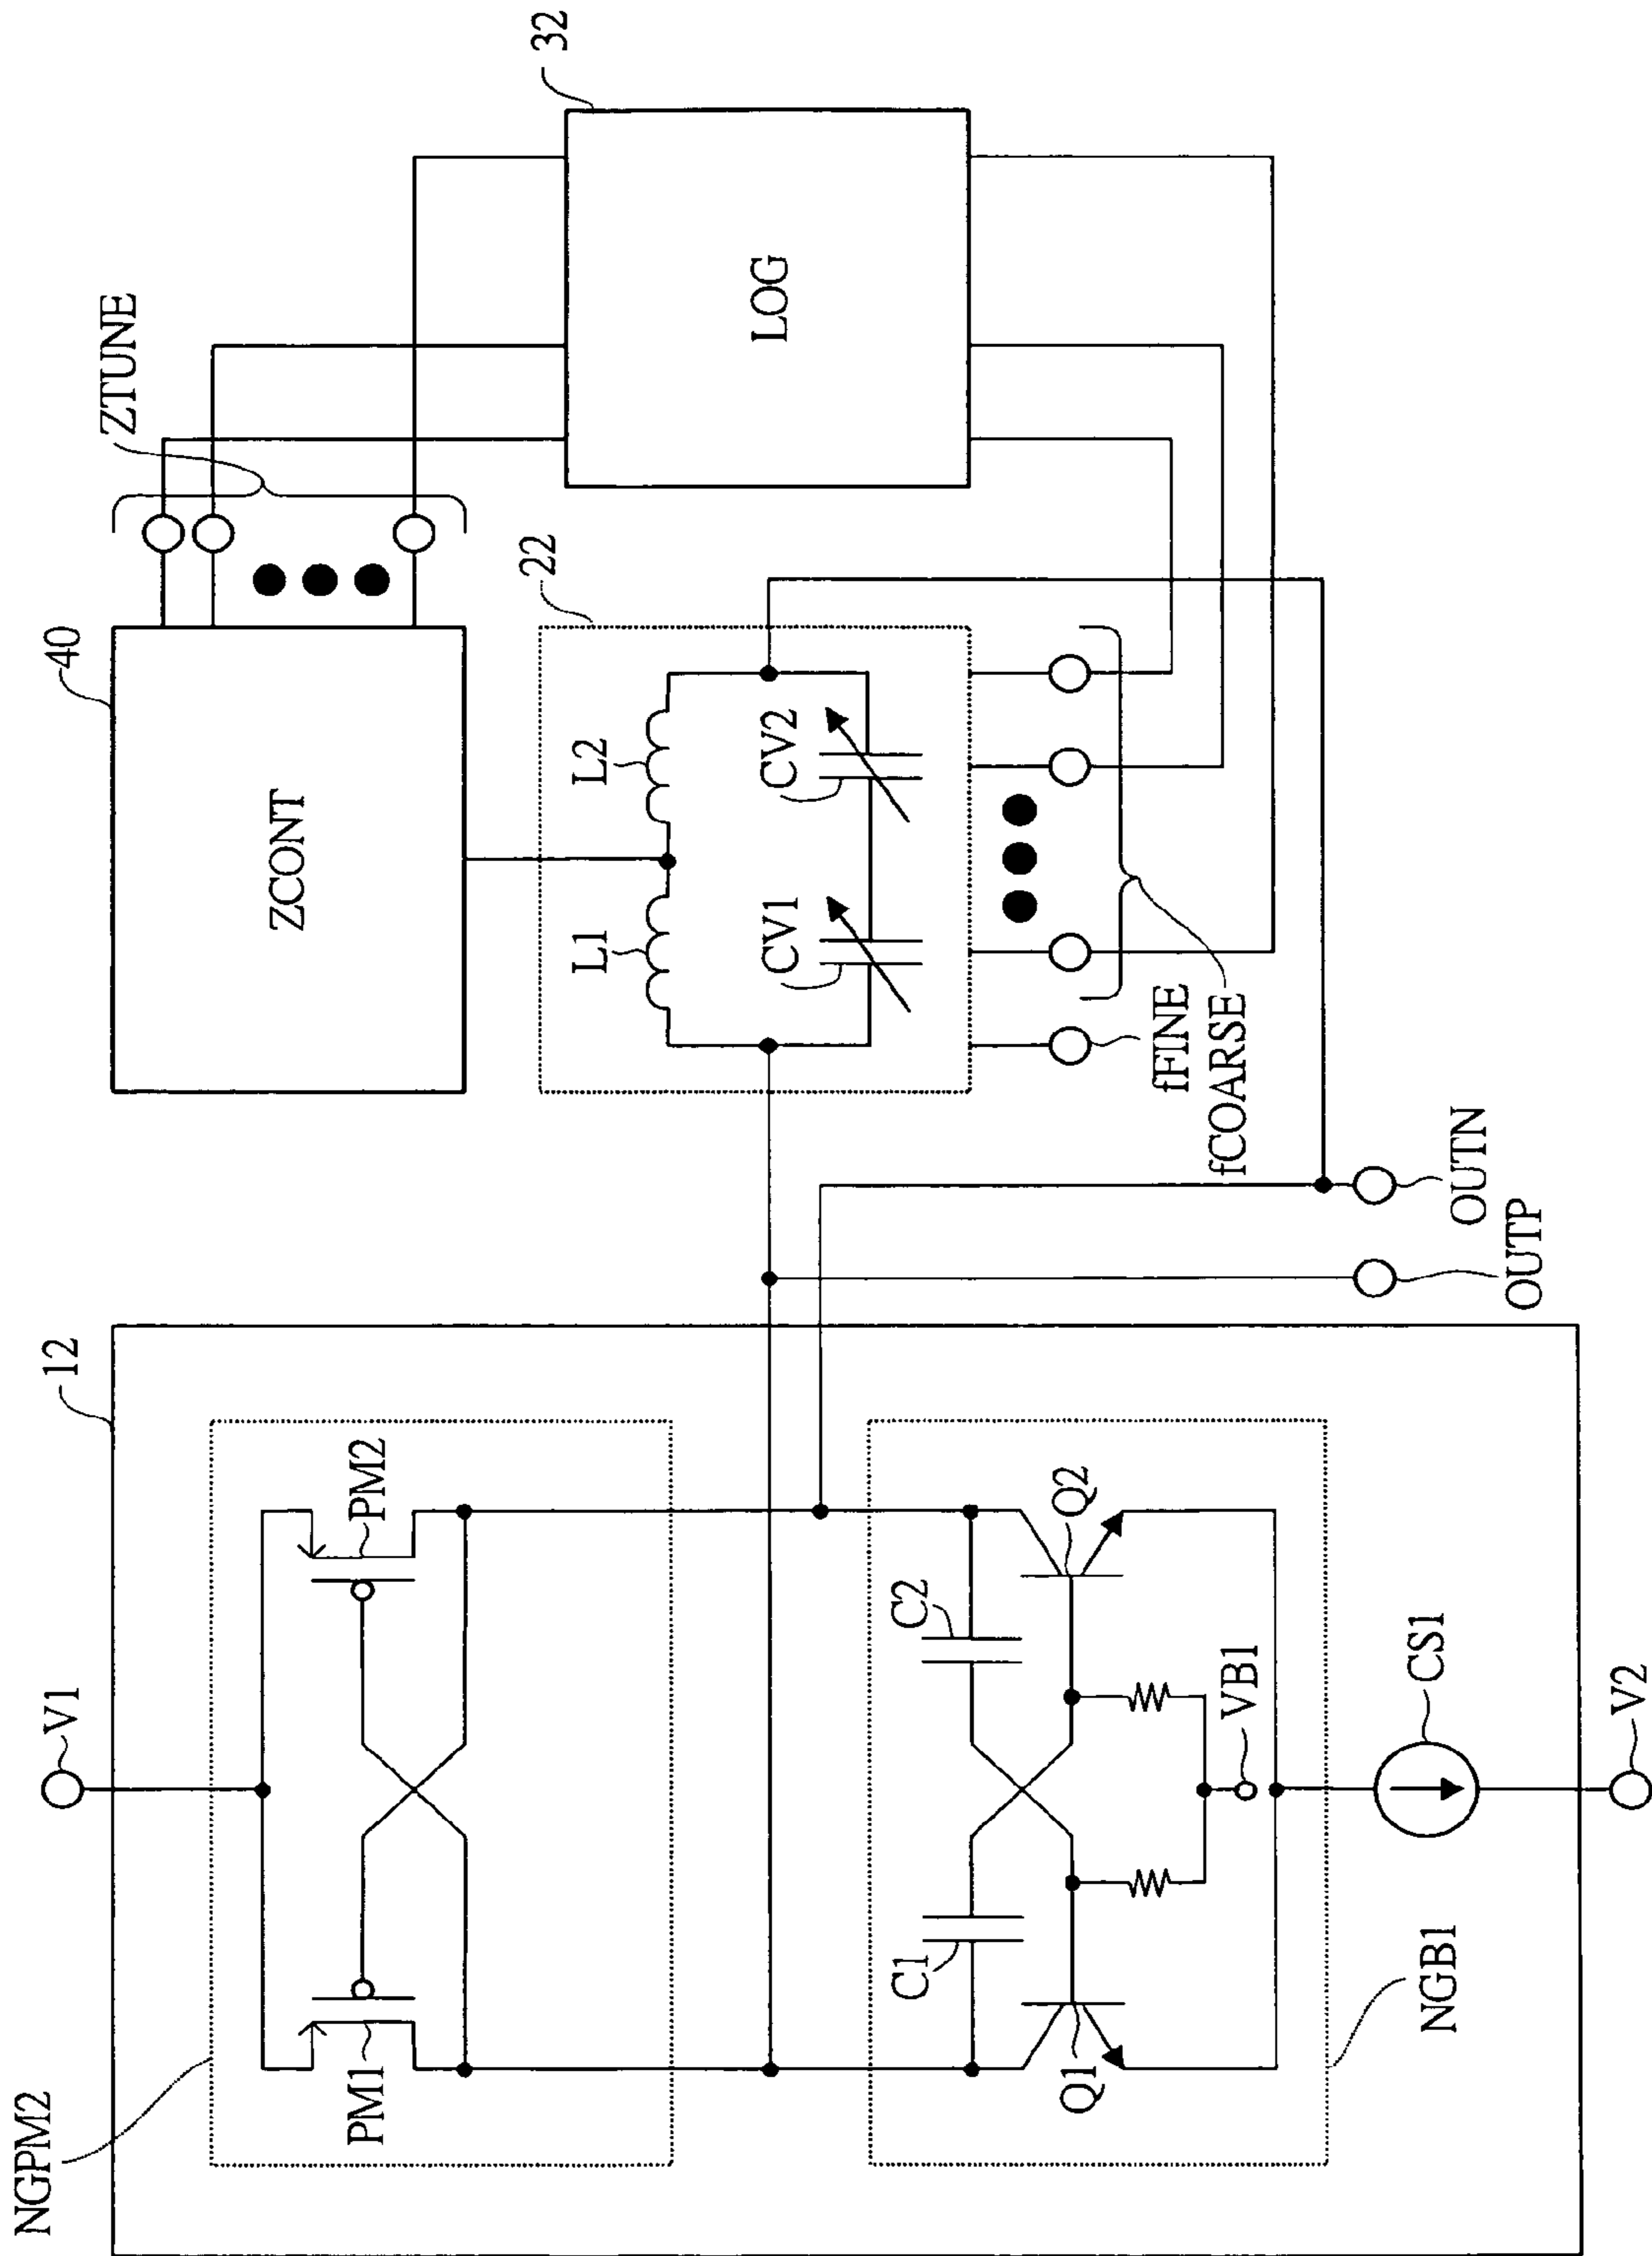 NGPM2
V1
12
PM1
PM2
C1
C2
Q1
Q2
VB1
CS1
NGB1
V2
OUTP
OUTN
40
ZCONT
ZTUNE
22
L1
L2
CV1
CV2
fFINE
fCOARSE
32
LOG